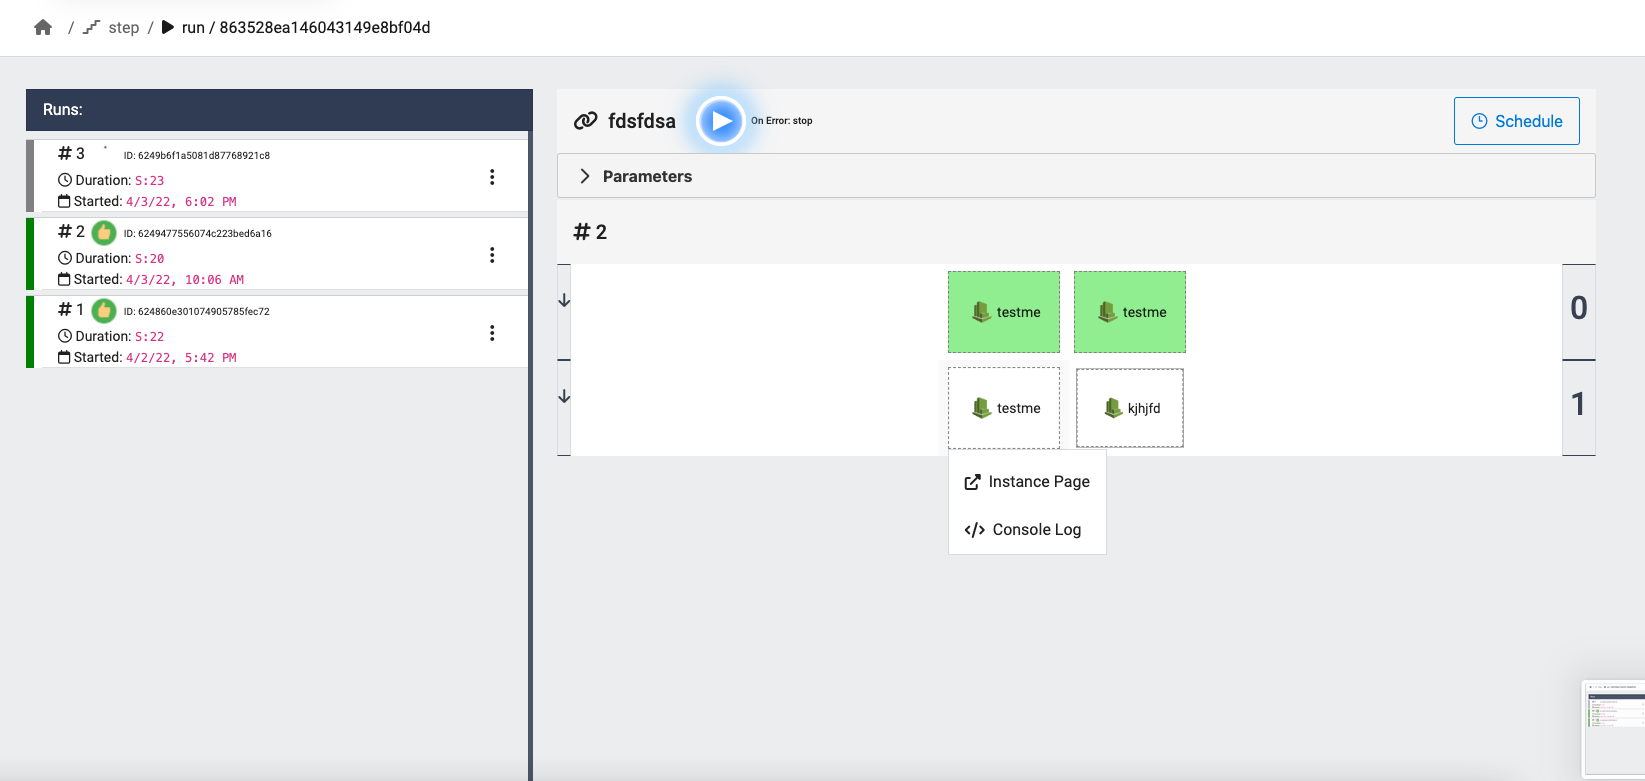 / step / run / 863528ea146043149e8bf04d
Runs:
# 3 ID: 6249b6f1a5081d87768921c8
Duration: S:23
Started: 4/3/22, 6:02 PM
# 2 ID: 6249477556074c223bed6a16
Duration: S:20
Started: 4/3/22, 10:06 AM
# 1 ID: 624860e301074905785fec72
Duration: S:22
Started: 4/2/22, 5:42 PM
fdsfdsa On Error: stop
Schedule
Parameters
# 2
testme testme 0
testme kjhjfd 1
Instance Page
</> Console Log